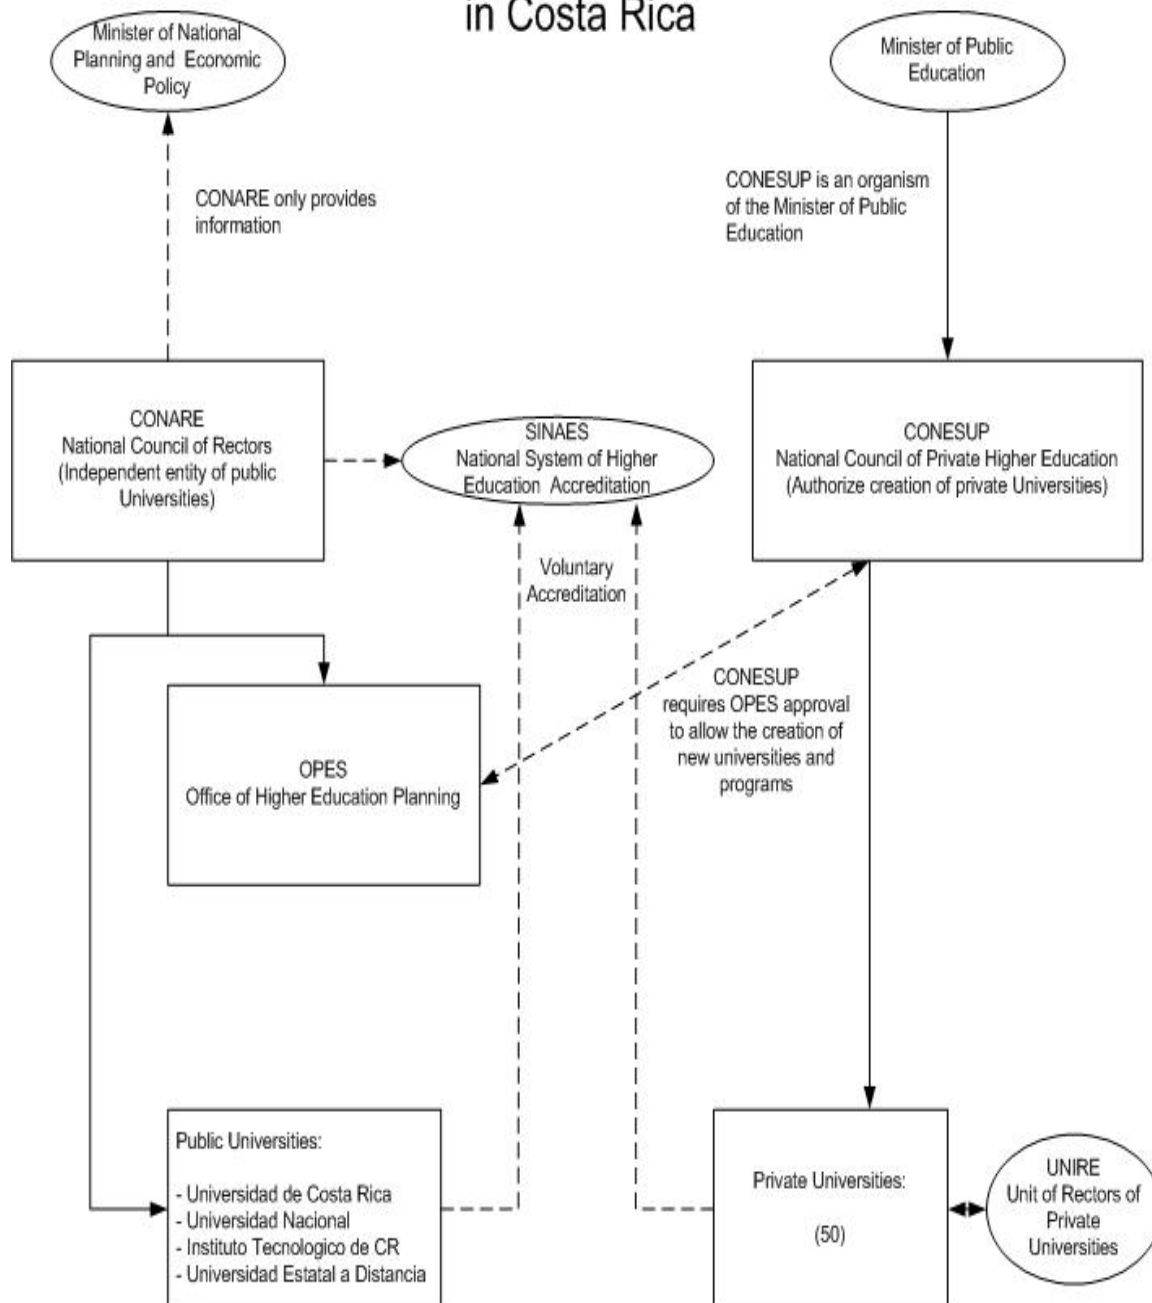 in Costa Rica
Minister of National
Planning and Economic
Policy
Minister of Public
Education
CONARE only provides
information
CONESUP is an organism
of the Minister of Public
Education
CONARE
National Council of Rectors
(Independent entity of public
Universities)
SINAES
National System of Higher
Education Accreditation
CONESUP
National Council of Private Higher Education
(Authorize creation of private Universities)
Voluntary
Accreditation
CONESUP
requires OPES approval
to allow the creation of
new universities and
programs
OPES
Office of Higher Education Planning
Public Universities:
- Universidad de Costa Rica
- Universidad Nacional
- Instituto Tecnologico de CR
- Universidad Estatal a Distancia
Private Universities:
(50)
UNIRE
Unit of Rectors of
Private
Universities